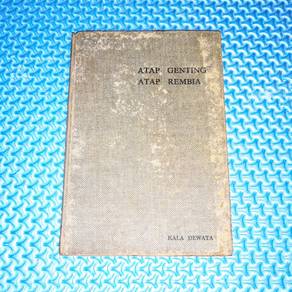 ATAP GENTING
ATAP REMBIA
KALA DEWATA